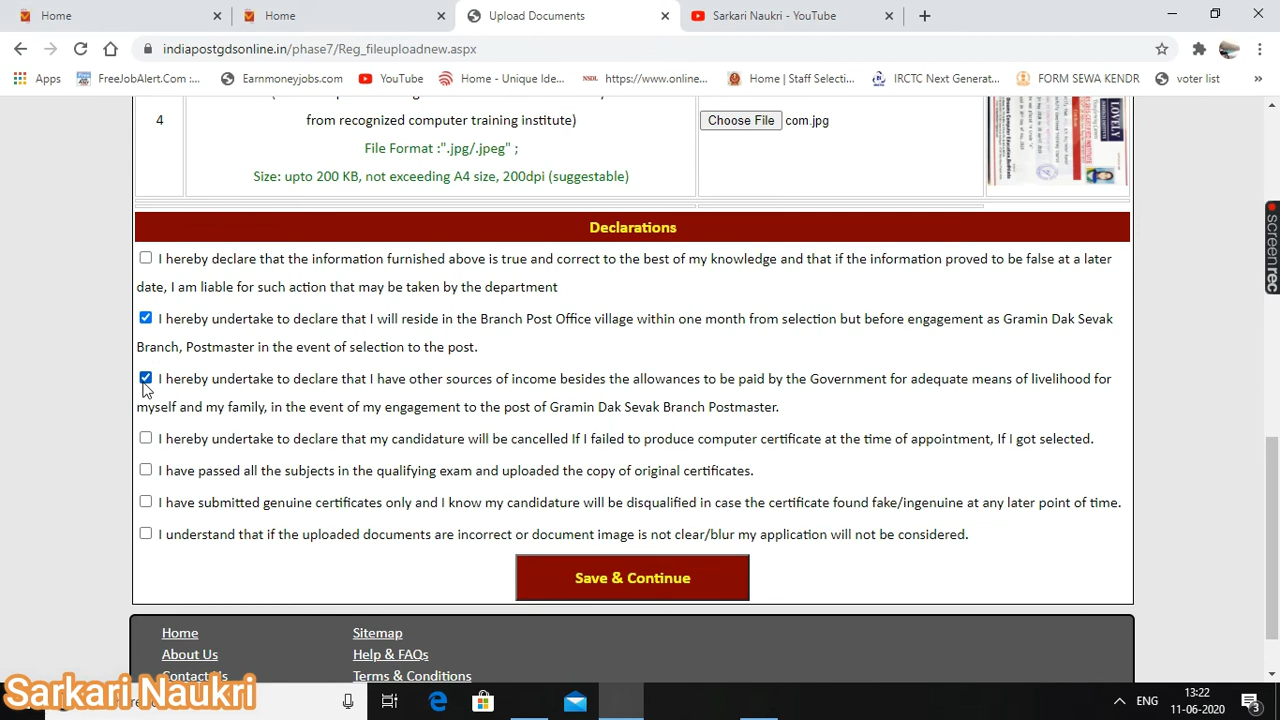 Home
Home
Upload Documents
Sarkari Naukri - YouTube
indiapostgdsonline.in/phase7/Reg_fileuploadnew.aspx
Apps
FreeJobAlert.Com :...
Earnmoneyjobs.com
YouTube
Home - Unique Ide...
NSDL
https://www.online...
Home | Staff Selecti...
IRCTC Next Generat...
FORM SEWA KENDR
voter list
»
4
from recognized computer training institute)
Choose File com.jpg
LOVELY
File Format :".jpg/.jpeg" ;
Size: upto 200 KB, not exceeding A4 size, 200dpi (suggestable)
Declarations
I hereby declare that the information furnished above is true and correct to the best of my knowledge and that if the information proved to be false at a later
date, I am liable for such action that may be taken by the department
I hereby undertake to declare that I will reside in the Branch Post Office village within one month from selection but before engagement as Gramin Dak Sevak
Branch, Postmaster in the event of selection to the post.
I hereby undertake to declare that I have other sources of income besides the allowances to be paid by the Government for adequate means of livelihood for
myself and my family, in the event of my engagement to the post of Gramin Dak Sevak Branch Postmaster.
I hereby undertake to declare that my candidature will be cancelled If I failed to produce computer certificate at the time of appointment, If I got selected.
I have passed all the subjects in the qualifying exam and uploaded the copy of original certificates.
I have submitted genuine certificates only and I know my candidature will be disqualified in case the certificate found fake/ingenuine at any later point of time.
I understand that if the uploaded documents are incorrect or document image is not clear/blur my application will not be considered.
Save & Continue
Home
Sitemap
About Us
Help & FAQs
Contact Us
Terms & Conditions
Sarkari Naukri
ENG
13:22
11-06-2020
3
screenrec